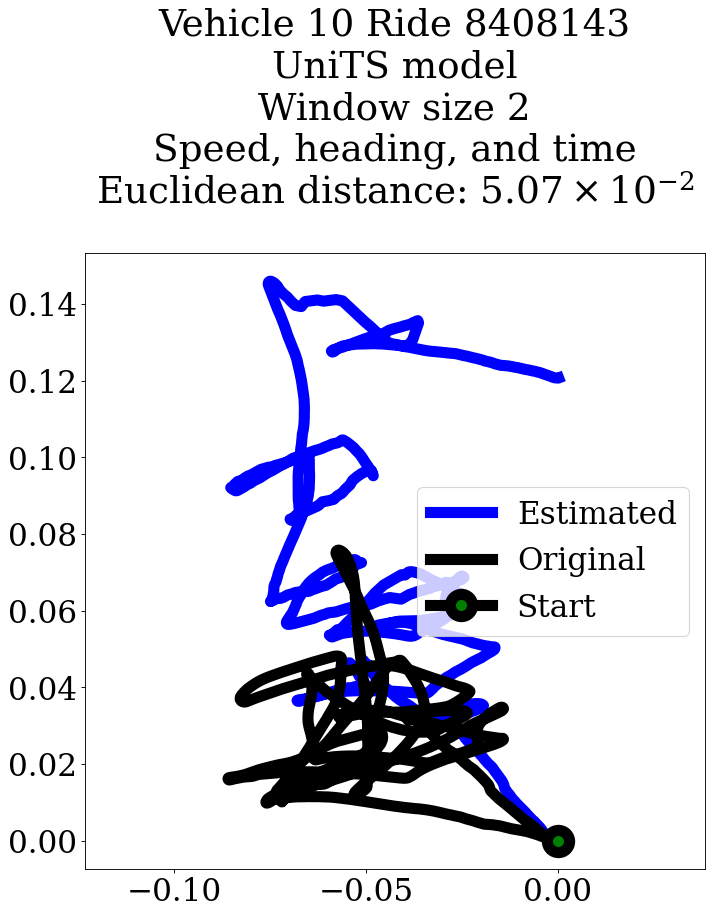 Vehicle 10 Ride 8408143
UniTS model
Window size 2
Speed, heading, and time
Euclidean distance: 5.07 × 10⁻²
0.14
0.12
0.10
0.08
0.06
0.04
0.02
0.00
Estimated
Original
Start
−0.10 −0.05 0.00